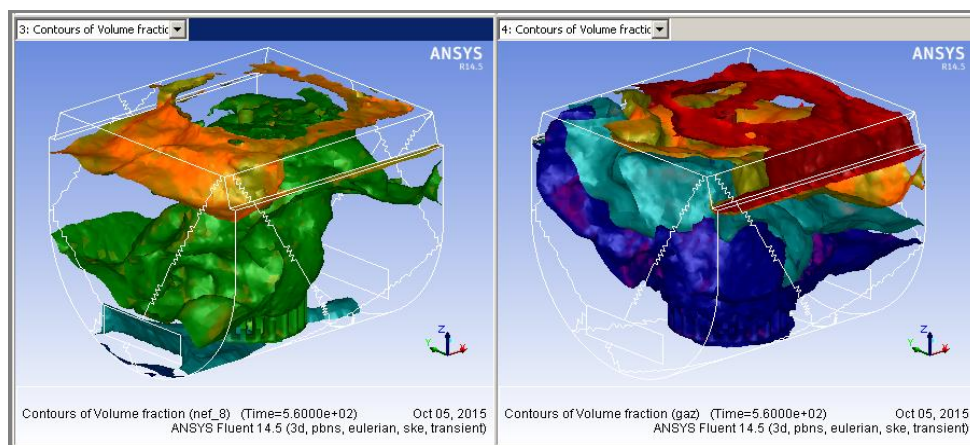 3: Contours of Volume fractic
ANSYS
R14.5
Z
Y
X
Contours of Volume fraction (nef_8) (Time=5.6000e+02) Oct 05, 2015
ANSYS Fluent 14.5 (3d, pbns, eulerian, ske, transient)
4: Contours of Volume fractic
ANSYS
R14.5
Z
Y
X
Contours of Volume fraction (gaz) (Time=5.6000e+02) Oct 05, 2015
ANSYS Fluent 14.5 (3d, pbns, eulerian, ske, transient)